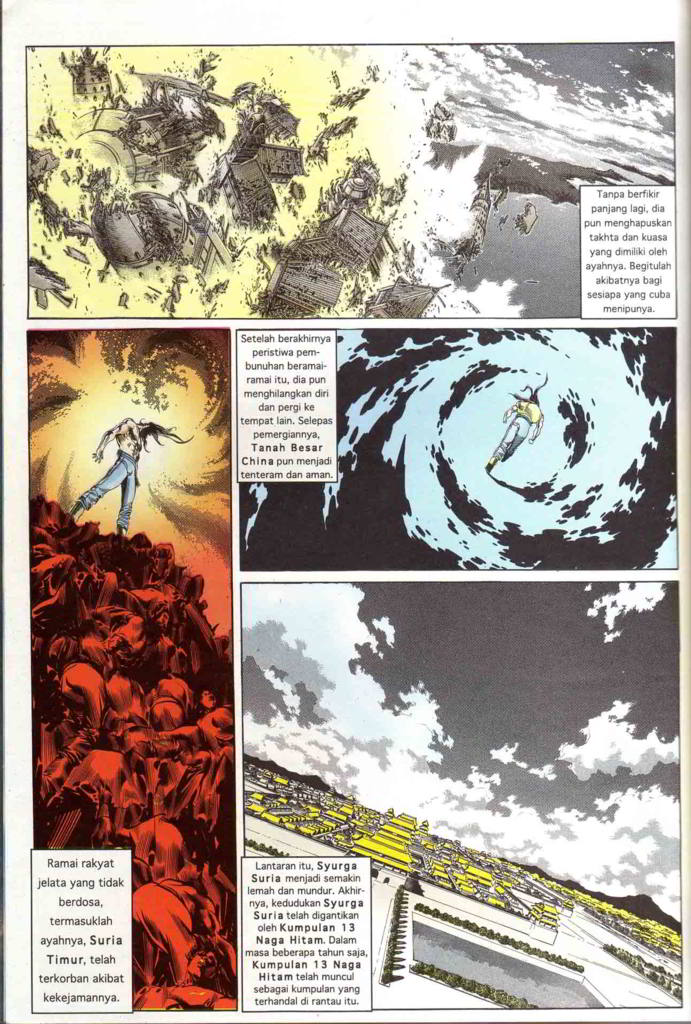 Tanpa berfikir
panjang lagi, dia
pun menghapuskan
takhta dan kuasa
yang dimiliki oleh
ayahnya. Begitulah
akibatnya bagi
sesiapa yang cuba
menipunya.
Setelah berakhirnya
peristiwa pem-
bunuhan beramai-
ramai itu, dia pun
menghilangkan diri
dan pergi ke
tempat lain. Selepas
pemergiannya,
Tanah Besar
China pun menjadi
tenteram dan aman.
Ramai rakyat
jelata yang tidak
berdosa,
termasuklah
ayahnya, Suria
Timur, telah
terkorban akibat
kekejamannya.
Lantaran itu, Syurga
Suria menjadi semakin
lemah dan mundur. Akhir-
nya, kedudukan Syurga
Suria telah digantikan
oleh Kumpulan 13
Naga Hitam. Dalam
masa beberapa tahun saja,
Kumpulan 13 Naga
Hitam telah muncul
sebagai kumpulan yang
terhandal di rantau itu.